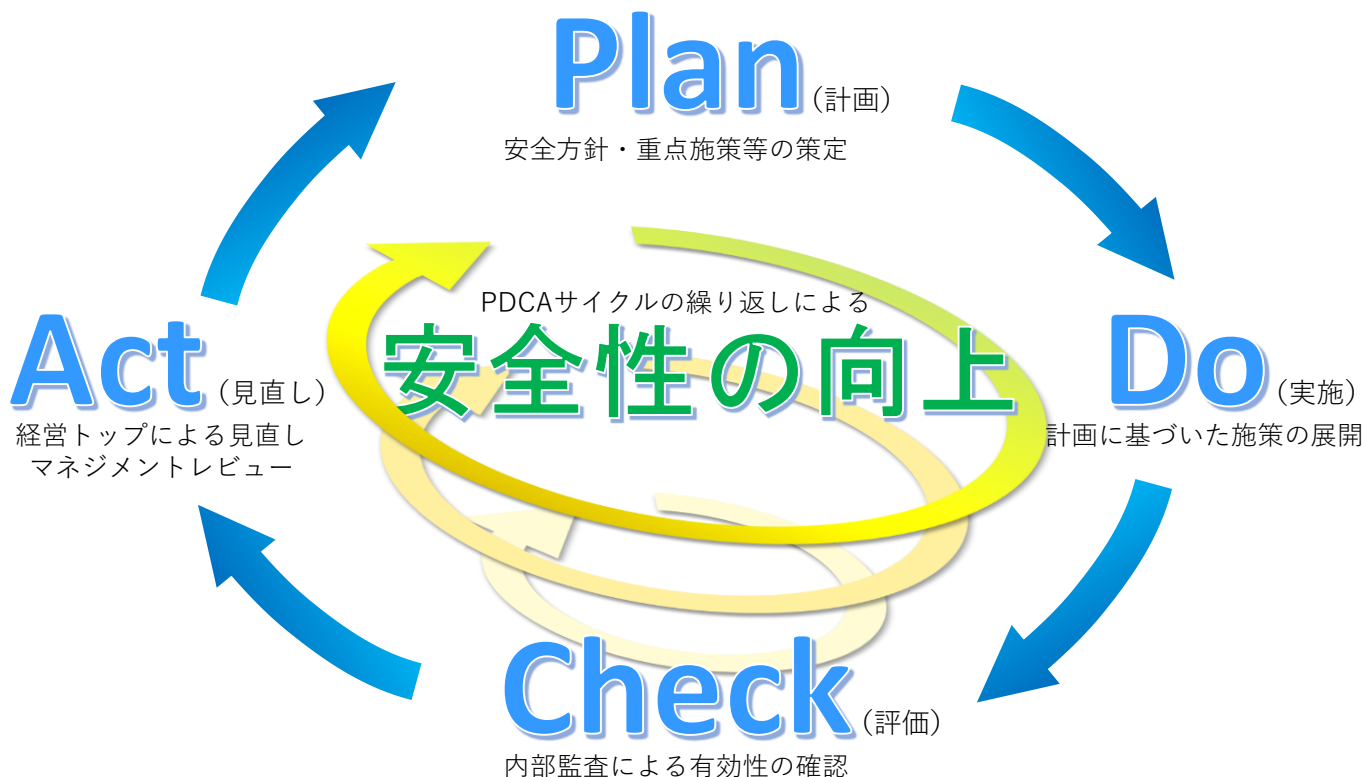 Plan（計画）
安全方針・重点施策等の策定
PDCAサイクルの繰り返しによる
安全性の向上
Do（実施）
計画に基づいた施策の展開
Check（評価）
内部監査による有効性の確認
Act（見直し）
経営トップによる見直し
マネジメントレビュー